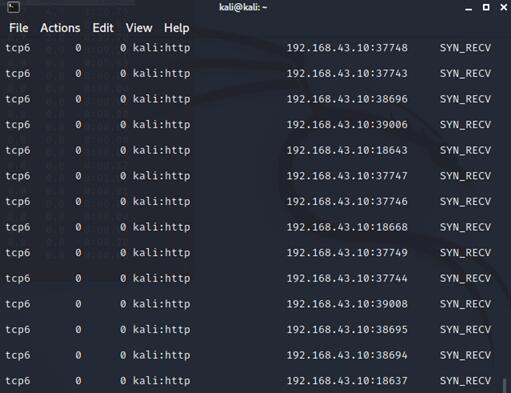 kali@kali: ~
File Actions Edit View Help
tcp6 0 0 kali:http 192.168.43.10:37748 SYN_RECV
tcp6 0 0 kali:http 192.168.43.10:37743 SYN_RECV
tcp6 0 0 kali:http 192.168.43.10:38696 SYN_RECV
tcp6 0 0 kali:http 192.168.43.10:39006 SYN_RECV
tcp6 0 0 kali:http 192.168.43.10:18643 SYN_RECV
tcp6 0 0 kali:http 192.168.43.10:37747 SYN_RECV
tcp6 0 0 kali:http 192.168.43.10:37746 SYN_RECV
tcp6 0 0 kali:http 192.168.43.10:18668 SYN_RECV
tcp6 0 0 kali:http 192.168.43.10:37749 SYN_RECV
tcp6 0 0 kali:http 192.168.43.10:37744 SYN_RECV
tcp6 0 0 kali:http 192.168.43.10:39008 SYN_RECV
tcp6 0 0 kali:http 192.168.43.10:38695 SYN_RECV
tcp6 0 0 kali:http 192.168.43.10:38694 SYN_RECV
tcp6 0 0 kali:http 192.168.43.10:18637 SYN_RECV